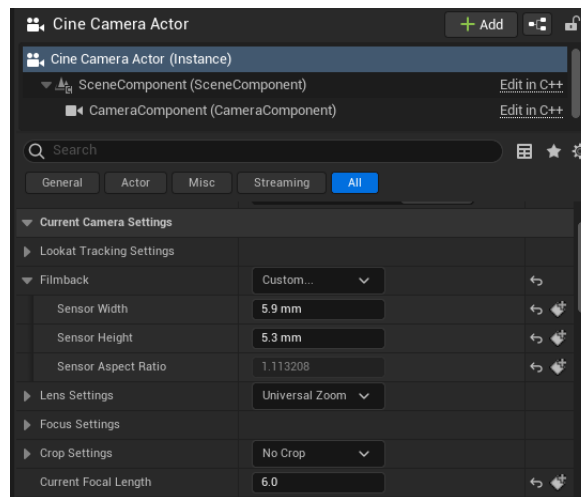 Cine Camera Actor + Add
Cine Camera Actor (Instance)
SceneComponent (SceneComponent) Edit in C++
CameraComponent (CameraComponent) Edit in C++
Search
General Actor Misc Streaming All
Current Camera Settings
Lookat Tracking Settings
Filmback Custom...
Sensor Width 5.9 mm
Sensor Height 5.3 mm
Sensor Aspect Ratio 1.113208
Lens Settings Universal Zoom
Focus Settings
Crop Settings No Crop
Current Focal Length 6.0